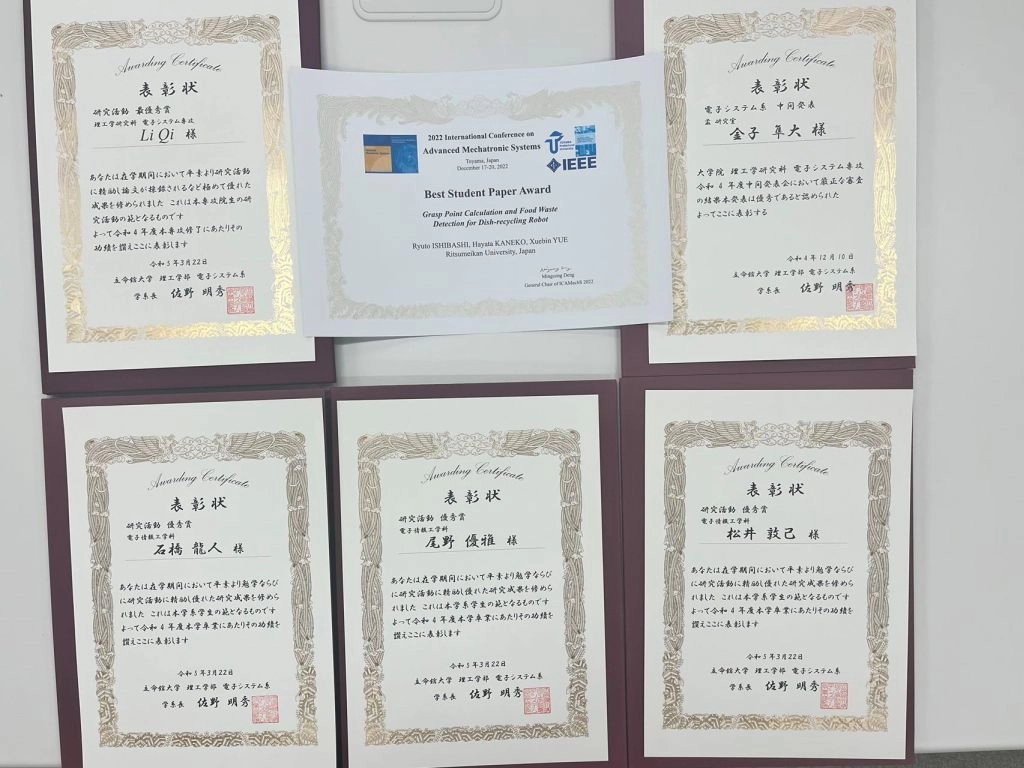 Awarding Certificate
表彰状
研究活動 最優秀賞
理工学研究科 電子システム専攻
Li Qi 様
あなたは在学期間において平素より研究活動
に精励し論文が採録されるなど極めて優れた
成果を修められました これは本専攻院生の研
究活動の範となるものです
よって令和4年度本専攻修了にあたりその
功績を讃えここに表彰します
令和5年3月22日
立命館大学 理工学部 電子システム系
学系長 佐野 明秀
2022 International Conference on
Advanced Mechatronic Systems
Toyama, Japan
December 17-20, 2022
IEEE
Best Student Paper Award
Grasp Point Calculation and Food Waste
Detection for Dish-recycling Robot
Ryuto ISHIBASHI, Hayata KANEKO, Xuebin YUE
Ritsumeikan University, Japan
Mingcong Deng
General Chair of ICAMechS 2022
Awarding Certificate
表彰状
電子システム系 中間発表
孟 研究室
金子 隼大 様
大学院 理工学研究科 電子システム専攻
令和4年度中間発表会において厳正な審査
の結果本発表は優秀であると認められた
よってここに表彰する
令和4年12月10日
立命館大学 理工学部 電子システム系
学系長 佐野 明秀
Awarding Certificate
表彰状
研究活動 優秀賞
電子情報工学科
石橋 龍人 様
あなたは在学期間において平素より勉学ならび
に研究活動に精励し優れた研究成果を修めら
れました これは本学系学生の範となるものです
よって令和4年度本学卒業にあたりその功績を
讃えここに表彰します
令和5年3月22日
立命館大学 理工学部 電子システム系
学系長 佐野 明秀
Awarding Certificate
表彰状
研究活動 優秀賞
電子情報工学科
尾野 優雅 様
あなたは在学期間において平素より勉学ならび
に研究活動に精励し優れた研究成果を修めら
れました これは本学系学生の範となるものです
よって令和4年度本学卒業にあたりその功績を
讃えここに表彰します
令和5年3月22日
立命館大学 理工学部 電子システム系
学系長 佐野 明秀
Awarding Certificate
表彰状
研究活動 優秀賞
電子情報工学科
松井 敦己 様
あなたは在学期間において平素より勉学ならび
に研究活動に精励し優れた研究成果を修めら
れました これは本学系学生の範となるものです
よって令和4年度本学卒業にあたりその功績を
讃えここに表彰します
令和5年3月22日
立命館大学 理工学部 電子システム系
学系長 佐野 明秀